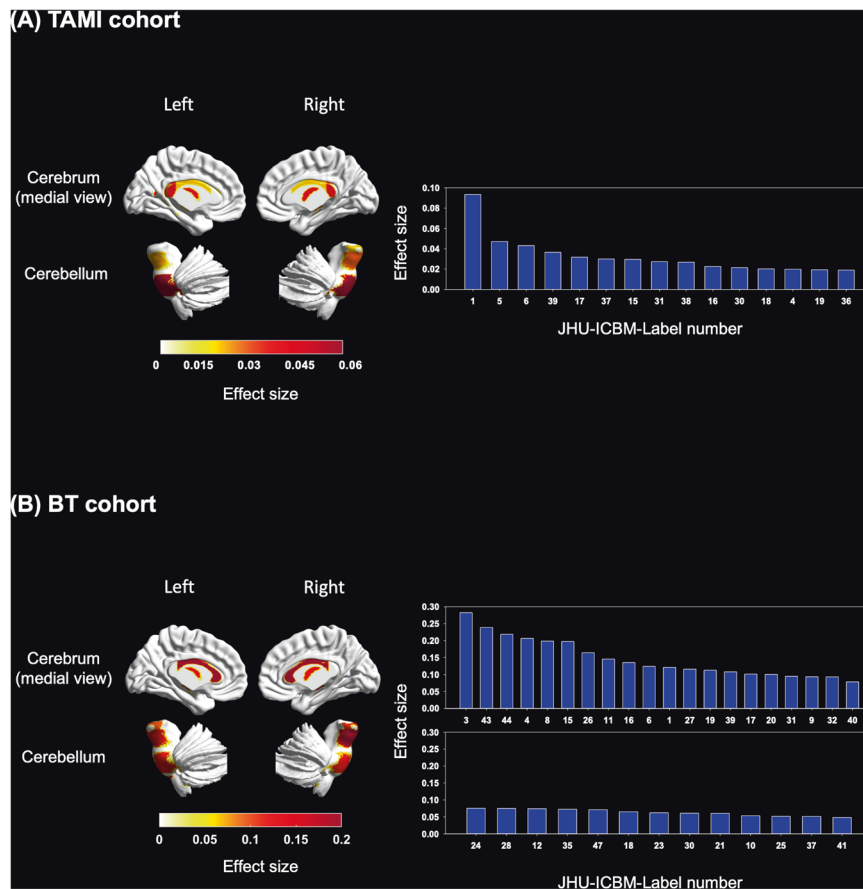 (A) TAMI cohort
Left Right
Cerebrum
(medial view)
Cerebellum
0 0.015 0.03 0.045 0.06
Effect size
Effect size
0.10
0.08
0.06
0.04
0.02
0.00
1 5 6 39 17 37 15 31 38 16 30 18 4 19 36
JHU-ICBM-Label number
(B) BT cohort
Left Right
Cerebrum
(medial view)
Cerebellum
0 0.05 0.1 0.15 0.2
Effect size
Effect size
0.30
0.25
0.20
0.15
0.10
0.05
0.00
3 43 44 4 8 15 26 11 16 6 1 27 19 39 17 20 31 9 32 40
0.30
0.25
0.20
0.15
0.10
0.05
0.00
24 28 12 35 47 18 23 30 21 10 25 37 41
JHU-ICBM-Label number